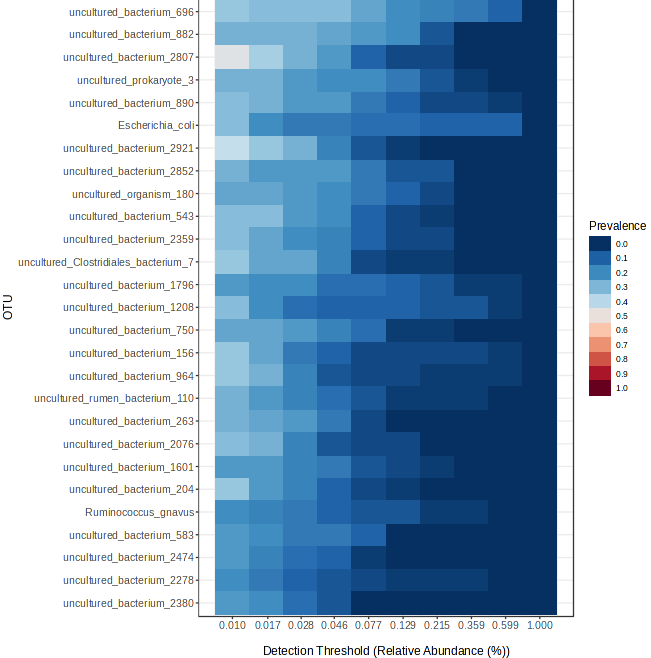 uncultured_bacterium_696
uncultured_bacterium_882
uncultured_bacterium_2807
uncultured_prokaryote_3
uncultured_bacterium_890
Escherichia_coli
uncultured_bacterium_2921
uncultured_bacterium_2852
uncultured_organism_180
uncultured_bacterium_543
uncultured_bacterium_2359
uncultured_Clostridiales_bacterium_7
uncultured_bacterium_1796
uncultured_bacterium_1208
uncultured_bacterium_750
uncultured_bacterium_156
uncultured_bacterium_964
uncultured_rumen_bacterium_110
uncultured_bacterium_263
uncultured_bacterium_2076
uncultured_bacterium_1601
uncultured_bacterium_204
Ruminococcus_gnavus
uncultured_bacterium_583
uncultured_bacterium_2474
uncultured_bacterium_2278
uncultured_bacterium_2380
OTU
0.010 0.017 0.028 0.046 0.077 0.129 0.215 0.359 0.599 1.000
Detection Threshold (Relative Abundance (%))
Prevalence
0.0
0.1
0.2
0.3
0.4
0.5
0.6
0.7
0.8
0.9
1.0